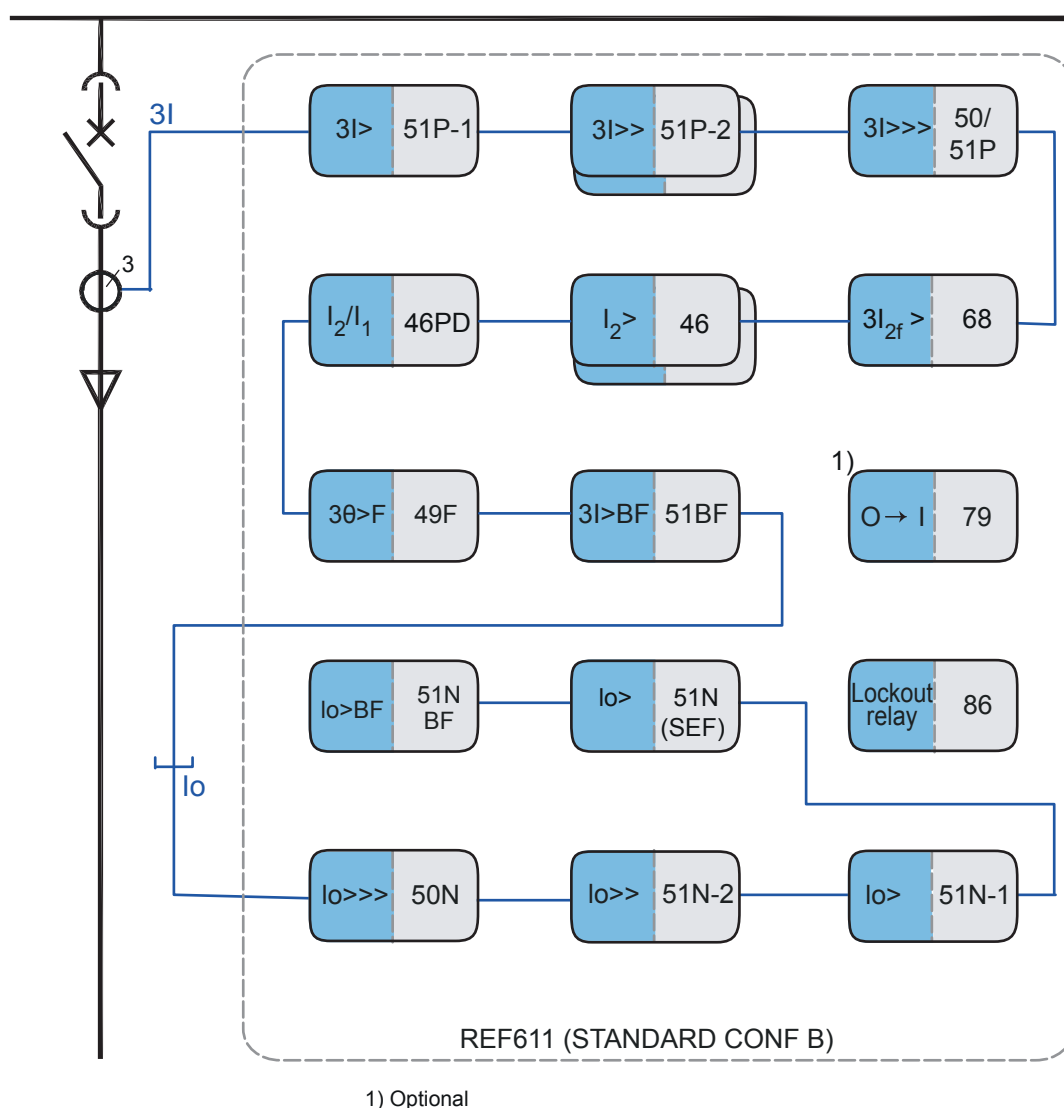 3I
3I> 51P-1
3I>> 51P-2
3I>>> 50/
51P
3
I₂/I₁ 46PD
I₂> 46
3I₂f > 68
3θ>F 49F
3I>BF 51BF
1)
O → I 79
Io>BF 51N
BF
Io> 51N
(SEF)
Lockout
relay 86
Io
Io>>> 50N
Io>> 51N-2
Io> 51N-1
REF611 (STANDARD CONF B)
1) Optional